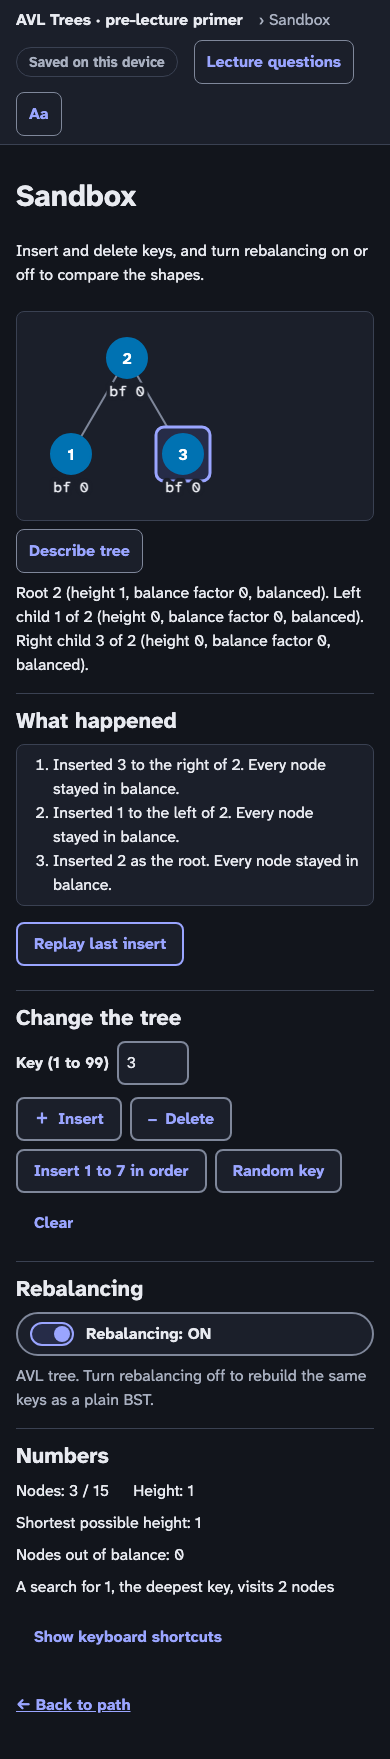 AVL Trees · pre-lecture primer › Sandbox
Saved on this device
Lecture questions
Aa
Sandbox
Insert and delete keys, and turn rebalancing on or
off to compare the shapes.
2
bf 0
1
bf 0
3
bf 0
Describe tree
Root 2 (height 1, balance factor 0, balanced). Left
child 1 of 2 (height 0, balance factor 0, balanced).
Right child 3 of 2 (height 0, balance factor 0,
balanced).
What happened
1. Inserted 3 to the right of 2. Every node
stayed in balance.
2. Inserted 1 to the left of 2. Every node
stayed in balance.
3. Inserted 2 as the root. Every node stayed in
balance.
Replay last insert
Change the tree
Key (1 to 99) 3
+ Insert
− Delete
Insert 1 to 7 in order
Random key
Clear
Rebalancing
Rebalancing: ON
AVL tree. Turn rebalancing off to rebuild the same
keys as a plain BST.
Numbers
Nodes: 3 / 15 Height: 1
Shortest possible height: 1
Nodes out of balance: 0
A search for 1, the deepest key, visits 2 nodes
Show keyboard shortcuts
← Back to path